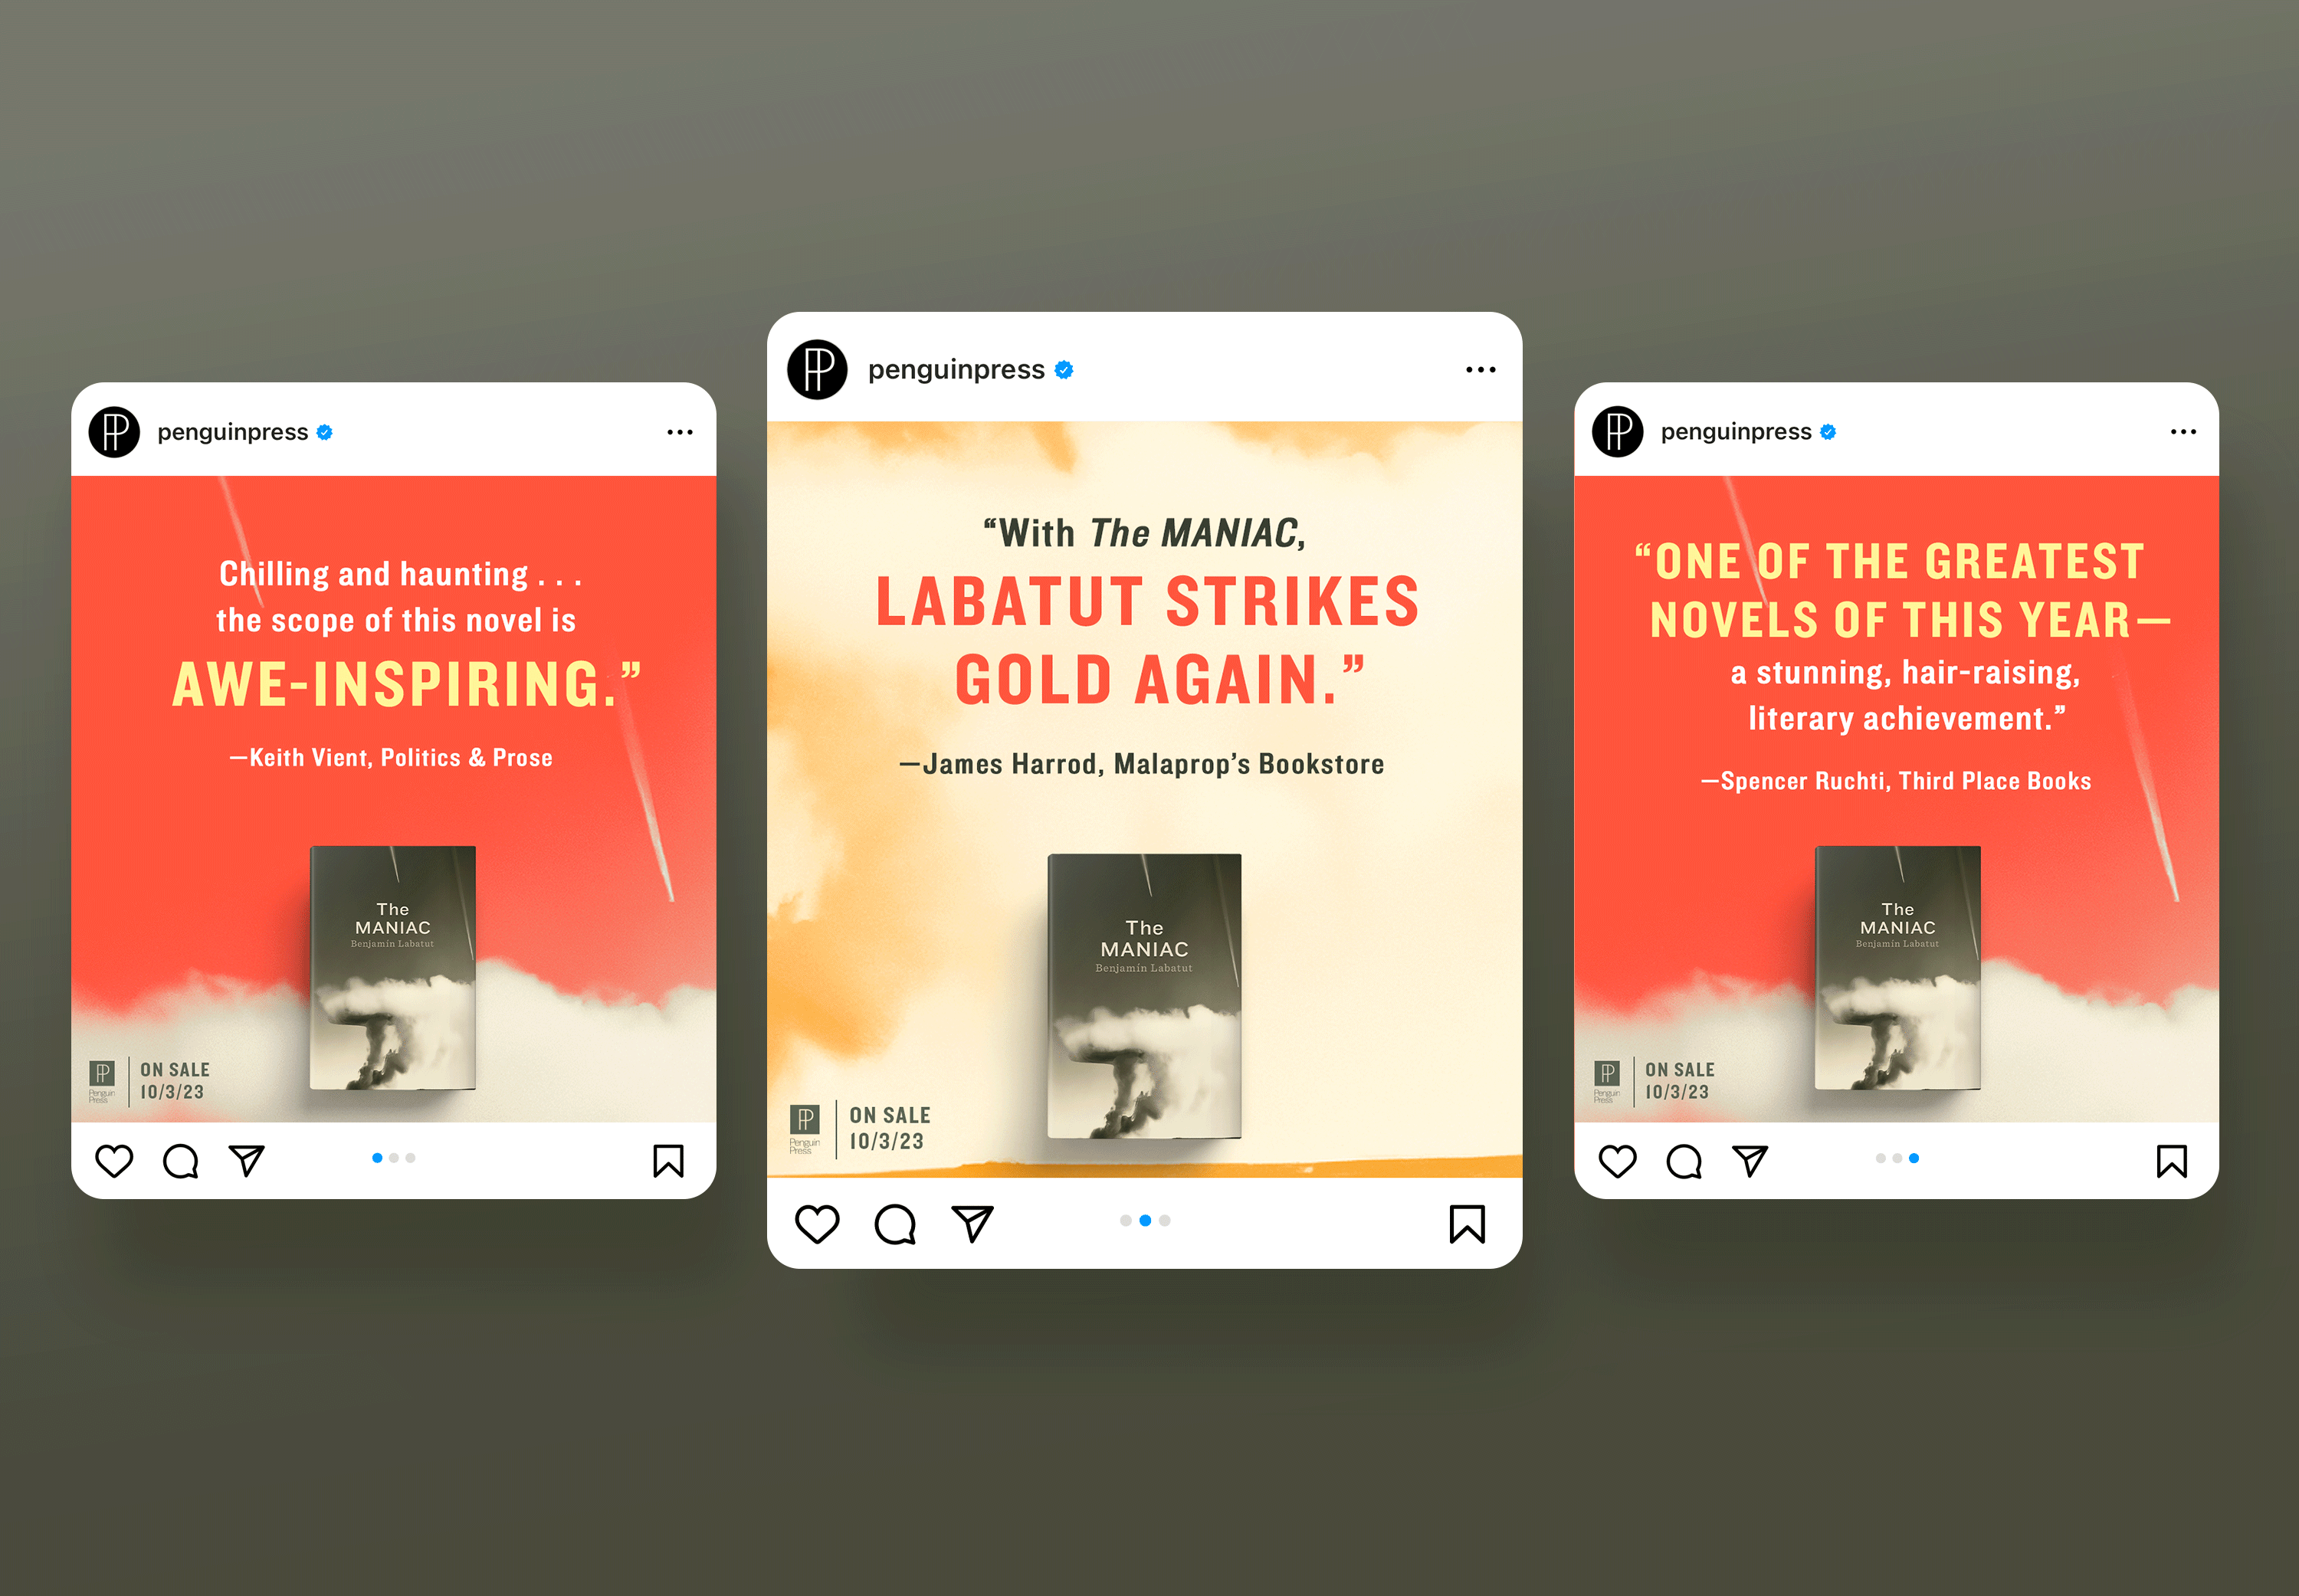 penguinpress
Chilling and haunting . . .
the scope of this novel is
AWE-INSPIRING.”
—Keith Vient, Politics & Prose
The
MANIAC
Benjamín Labatut
Penguin
Press
ON SALE
10/3/23
penguinpress
“With The MANIAC,
LABATUT STRIKES
GOLD AGAIN.”
—James Harrod, Malaprop’s Bookstore
The
MANIAC
Benjamín Labatut
Penguin
Press
ON SALE
10/3/23
penguinpress
“ONE OF THE GREATEST
NOVELS OF THIS YEAR—
a stunning, hair-raising,
literary achievement.”
—Spencer Ruchti, Third Place Books
The
MANIAC
Benjamín Labatut
Penguin
Press
ON SALE
10/3/23